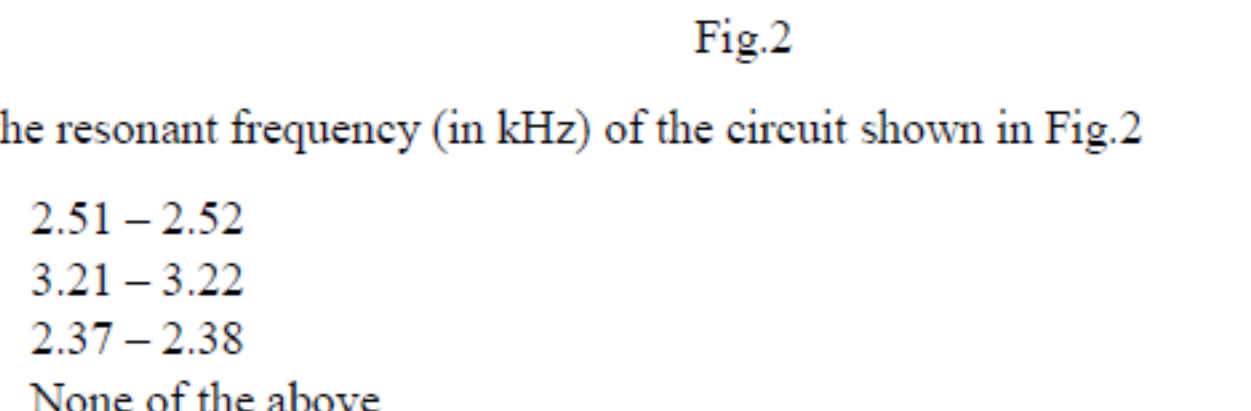 Fig.2
he resonant frequency (in kHz) of the circuit shown in Fig.2
2.51 – 2.52
3.21 – 3.22
2.37 – 2.38
None of the above